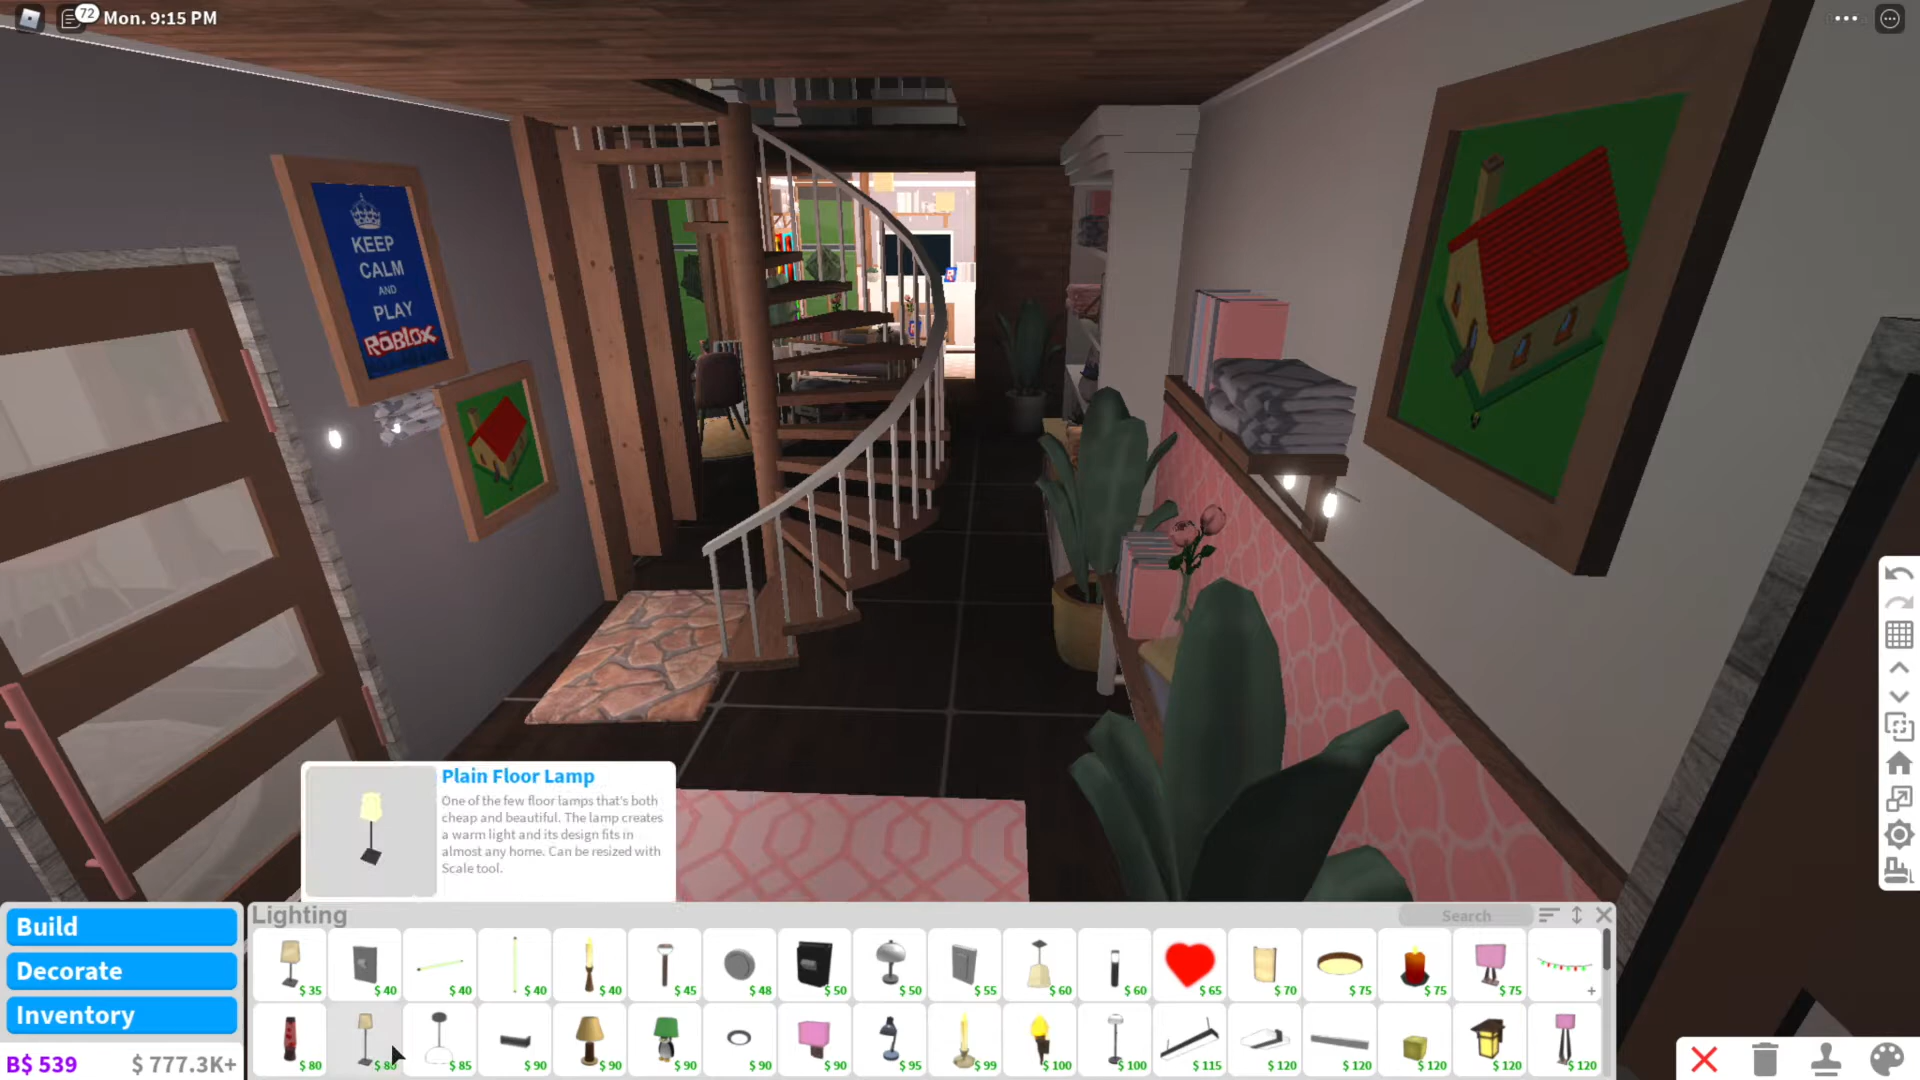 72 Mon. 9:15 PM
KEEP
CALM
AND
PLAY
ROBLOX
Plain Floor Lamp
One of the few floor lamps that's both
cheap and beautiful. The lamp creates
a warm light and its design fits in
almost any home. Can be resized with
Scale tool.
Build
Decorate
Inventory
B$ 539 $ 777.3K+
Lighting
Search
$ 35 $ 40 $ 40 $ 40 $ 40 $ 45 $ 48 $ 50 $ 50 $ 55 $ 60 $ 60 $ 65 $ 70 $ 75 $ 75 $ 75 +
$ 80 $ 80 $ 85 $ 90 $ 90 $ 90 $ 90 $ 90 $ 95 $ 99 $ 100 $ 100 $ 115 $ 120 $ 120 $ 120 $ 120 $ 120